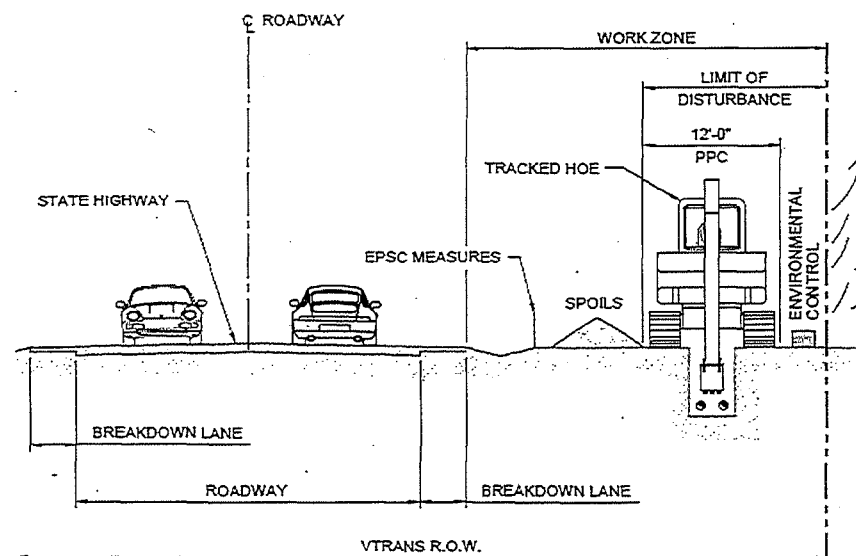 ℄ ROADWAY
WORK ZONE
LIMIT OF
DISTURBANCE
12'-0"
PPC
TRACKED HOE
STATE HIGHWAY
EPSC MEASURES
SPOILS
ENVIRONMENTAL
CONTROL
BREAKDOWN LANE
ROADWAY
BREAKDOWN LANE
VTRANS R.O.W.